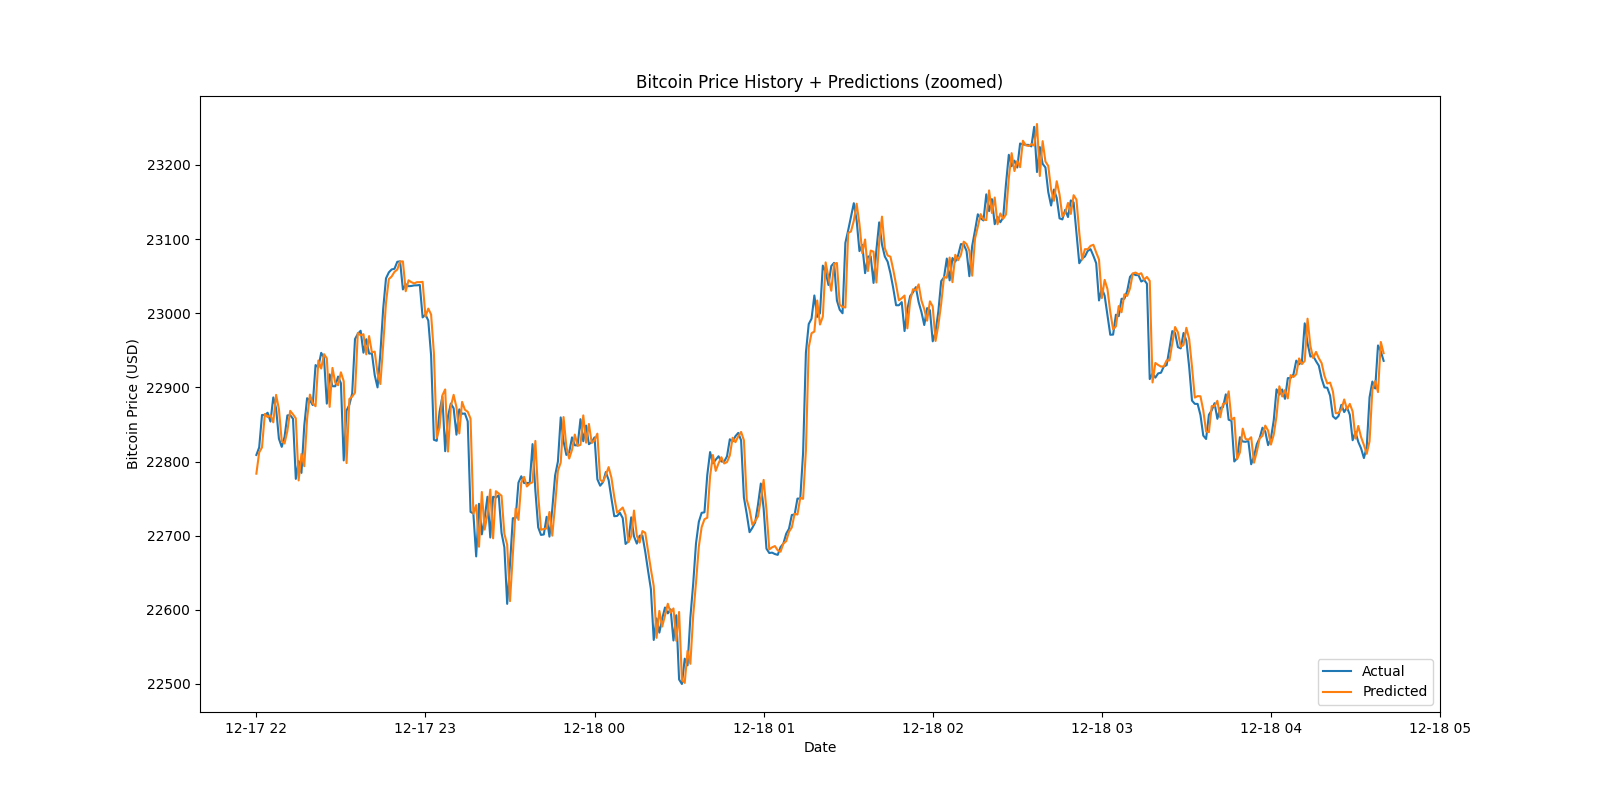 Bitcoin Price History + Predictions (zoomed)
Bitcoin Price (USD)
23200
23100
23000
22900
22800
22700
22600
22500
Actual
Predicted
12-17 22 12-17 23 12-18 00 12-18 01 12-18 02 12-18 03 12-18 04 12-18 05
Date